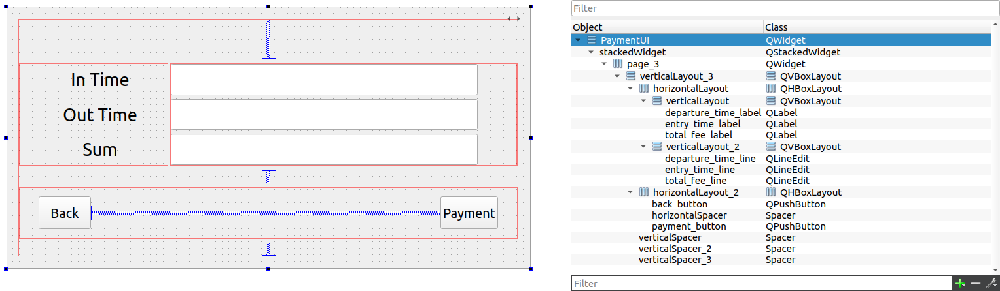 In Time
Out Time
Sum
Back
Payment
Filter
Object Class
PaymentUI QWidget
stackedWidget QStackedWidget
page_3 QWidget
verticalLayout_3 QVBoxLayout
horizontalLayout QHBoxLayout
verticalLayout QVBoxLayout
departure_time_label QLabel
entry_time_label QLabel
total_fee_label QLabel
verticalLayout_2 QVBoxLayout
departure_time_line QLineEdit
entry_time_line QLineEdit
total_fee_line QLineEdit
horizontalLayout_2 QHBoxLayout
back_button QPushButton
horizontalSpacer Spacer
payment_button QPushButton
verticalSpacer Spacer
verticalSpacer_2 Spacer
verticalSpacer_3 Spacer
Filter